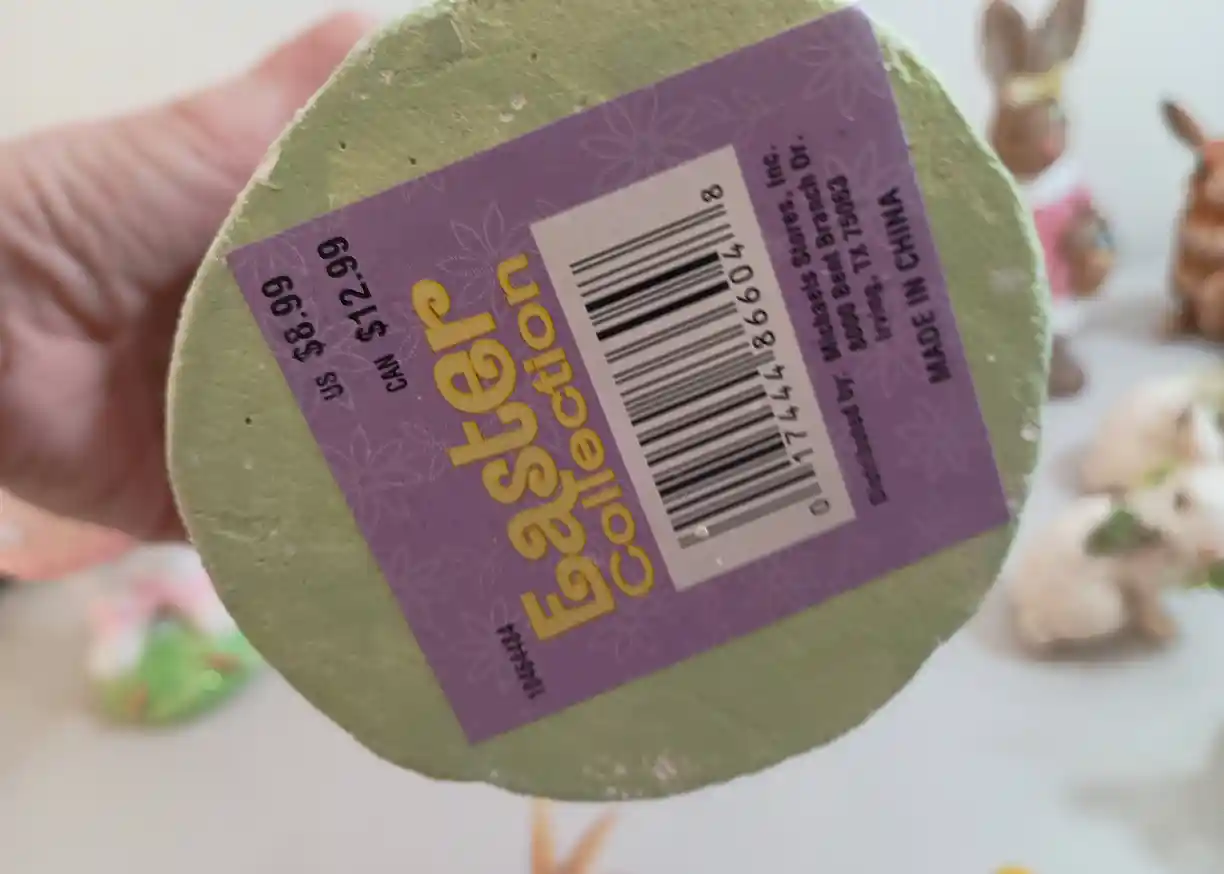 US $8.99
CAN $12.99
Easter
Collection
0 17444 86604 8
Distributed by: Michaels Stores, Inc.
8000 Bent Branch Dr.
Irving, TX 75063
MADE IN CHINA